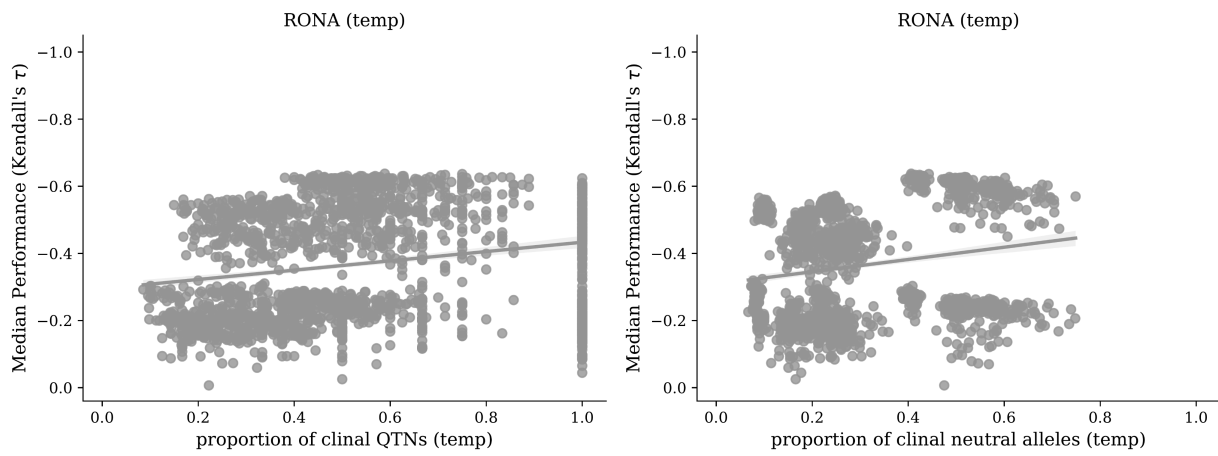 RONA (temp)
Median Performance (Kendall's τ)
−1.0
−0.8
−0.6
−0.4
−0.2
0.0
0.0 0.2 0.4 0.6 0.8 1.0
proportion of clinal QTNs (temp)
RONA (temp)
Median Performance (Kendall's τ)
−1.0
−0.8
−0.6
−0.4
−0.2
0.0
0.0 0.2 0.4 0.6 0.8 1.0
proportion of clinal neutral alleles (temp)